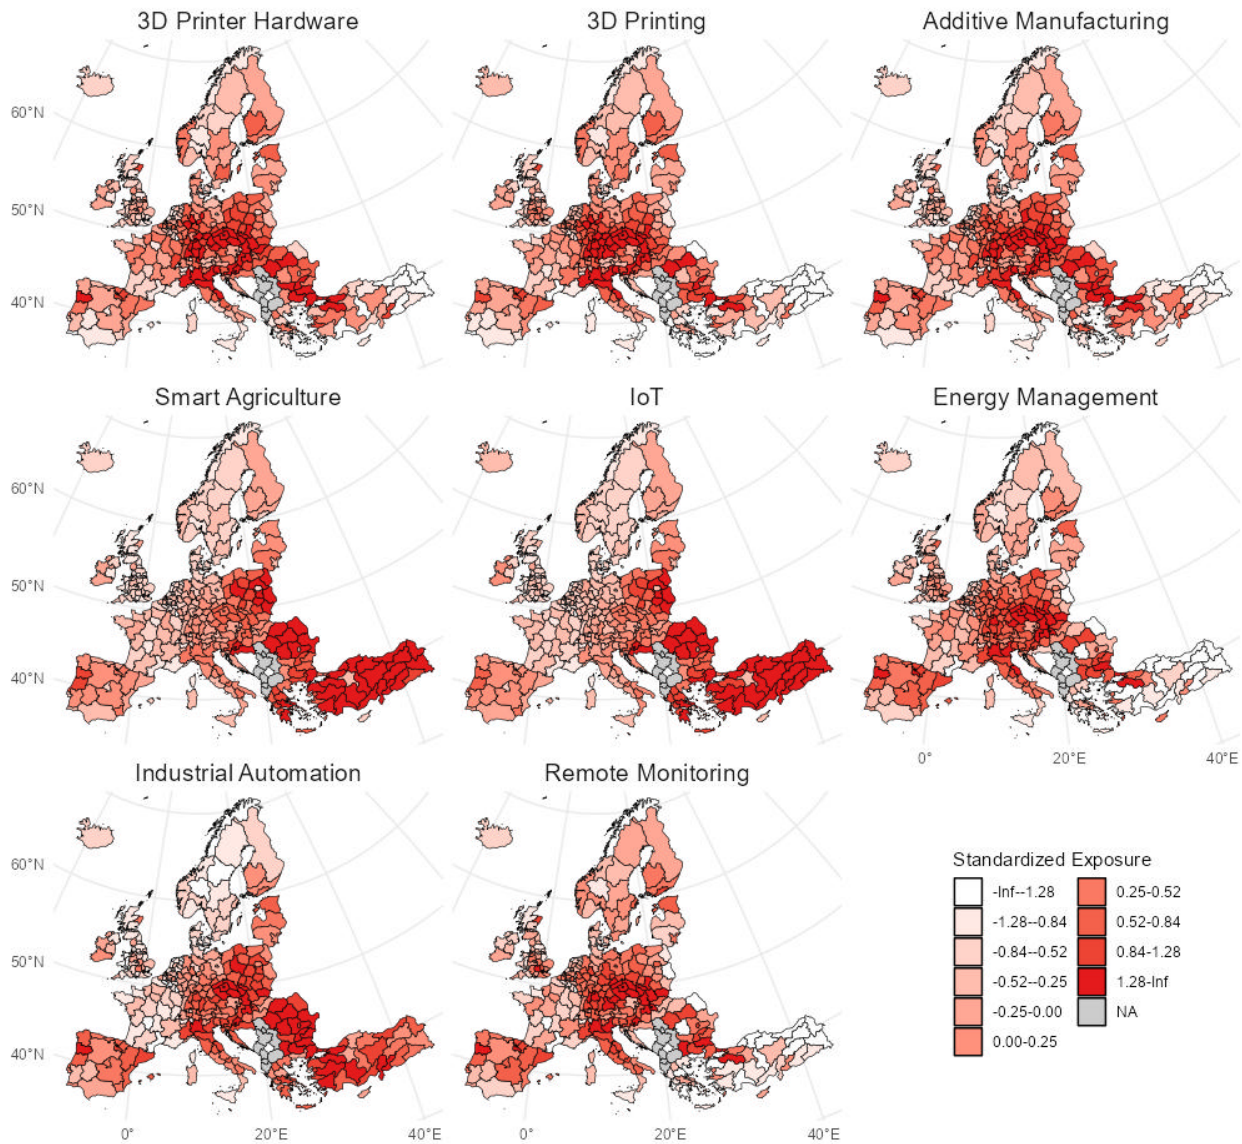 3D Printer Hardware
3D Printing
Additive Manufacturing
60°N
50°N
40°N
Smart Agriculture
IoT
Energy Management
60°N
50°N
40°N
0°
20°E
40°E
Industrial Automation
Remote Monitoring
60°N
50°N
40°N
0°
20°E
0°
20°E
40°E
Standardized Exposure
-Inf--1.28
-1.28--0.84
-0.84--0.52
-0.52--0.25
-0.25-0.00
0.00-0.25
0.25-0.52
0.52-0.84
0.84-1.28
1.28-Inf
NA